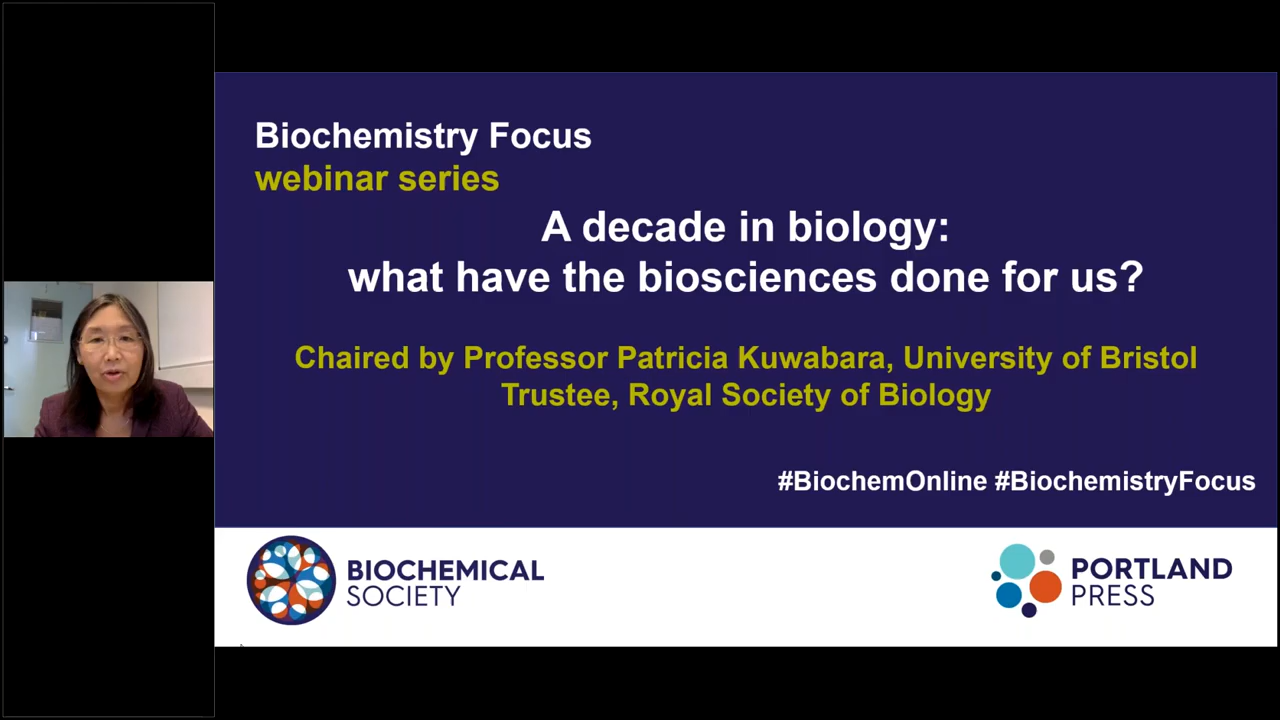 Biochemistry Focus
webinar series
A decade in biology:
what have the biosciences done for us?
Chaired by Professor Patricia Kuwabara, University of Bristol
Trustee, Royal Society of Biology
#BiochemOnline #BiochemistryFocus
BIOCHEMICAL
SOCIETY
PORTLAND
PRESS